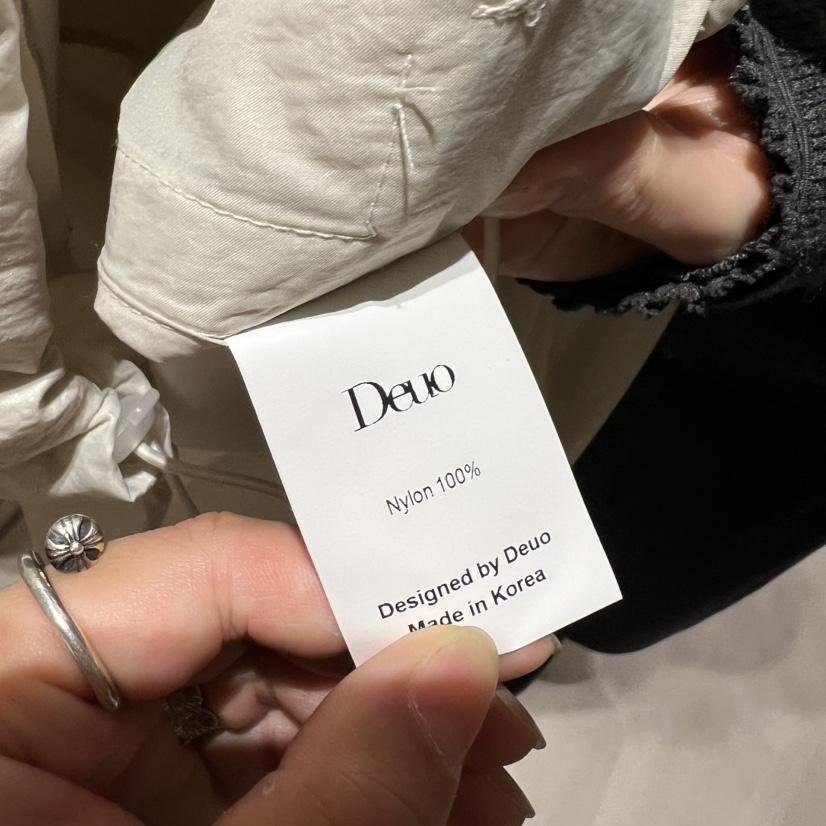 Deuo
Nylon 100%
Designed by Deuo
Made in Korea